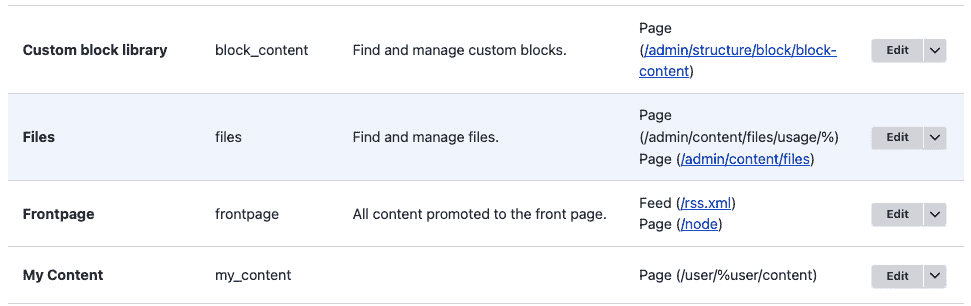 Custom block library block_content Find and manage custom blocks. Page
(/admin/structure/block/block-
content) Edit
Files files Find and manage files. Page
(/admin/content/files/usage/%)
Page (/admin/content/files) Edit
Frontpage frontpage All content promoted to the front page. Feed (/rss.xml)
Page (/node) Edit
My Content my_content Page (/user/%user/content) Edit